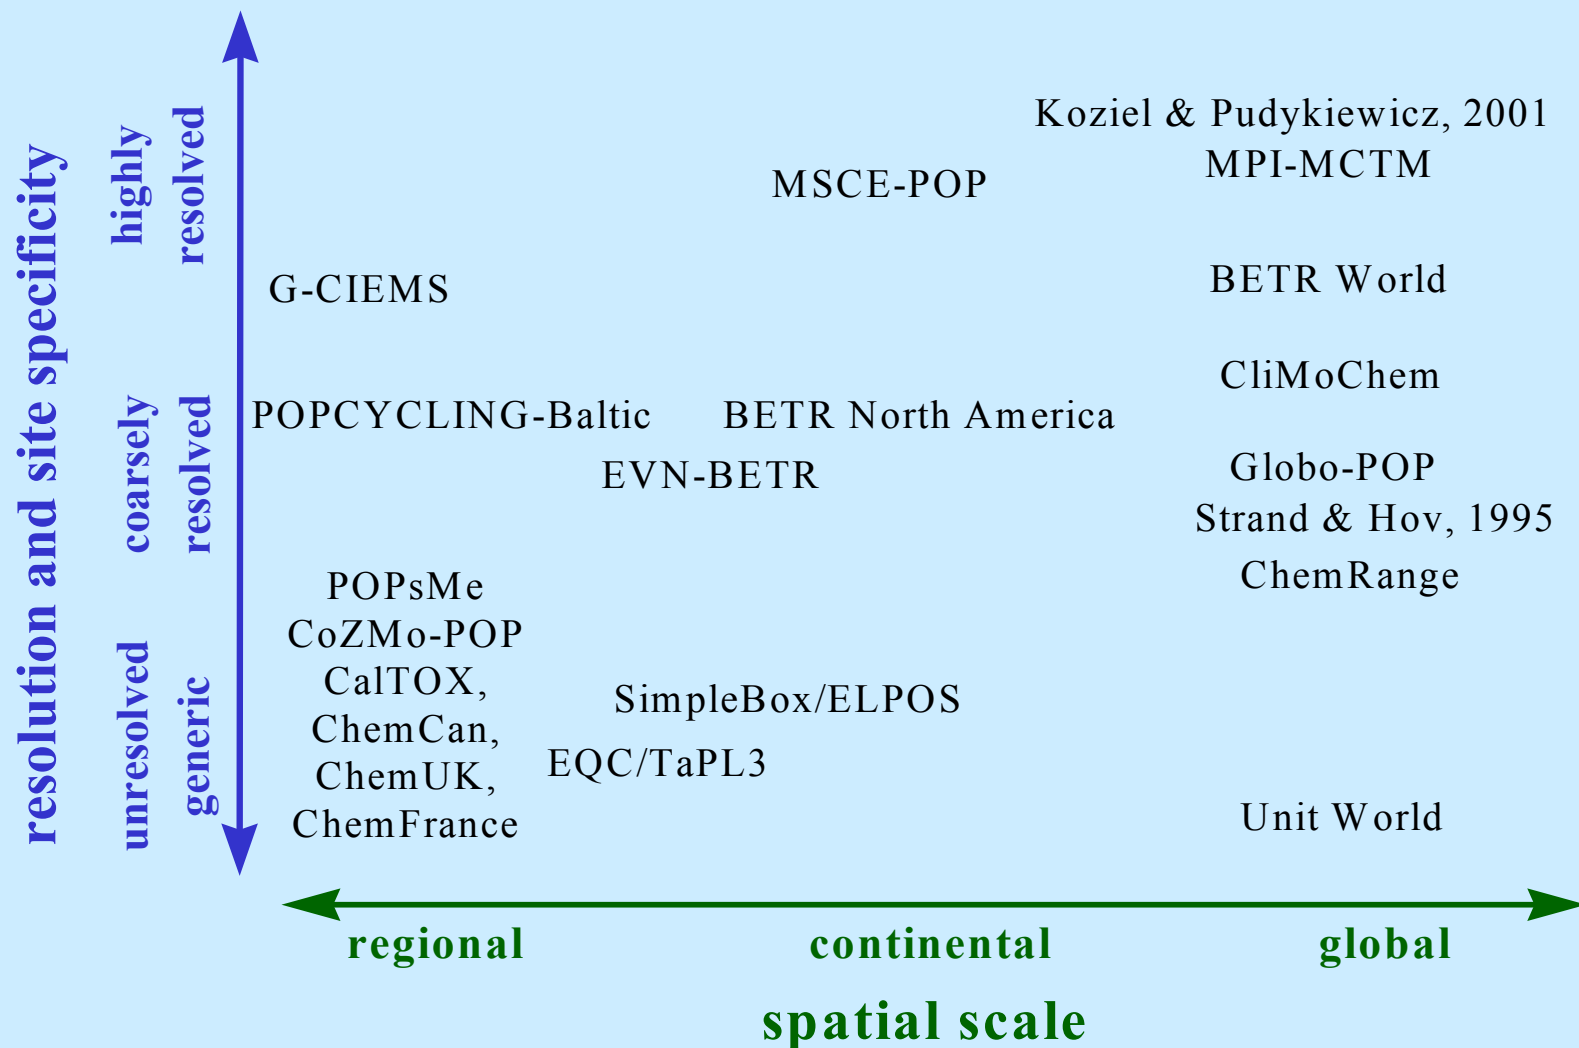 resolution and site specificity
highly
resolved
coarsely
resolved
unresolved
generic
Koziel & Pudykiewicz, 2001
MPI-MCTM
MSCE-POP
G-CIEMS
BETR World
CliMoChem
POPCYCLING-Baltic
BETR North America
EVN-BETR
Globo-POP
Strand & Hov, 1995
ChemRange
POPsMe
CoZMo-POP
CalTOX,
ChemCan,
ChemUK,
ChemFrance
SimpleBox/ELPOS
EQC/TaPL3
Unit World
regional
continental
global
spatial scale